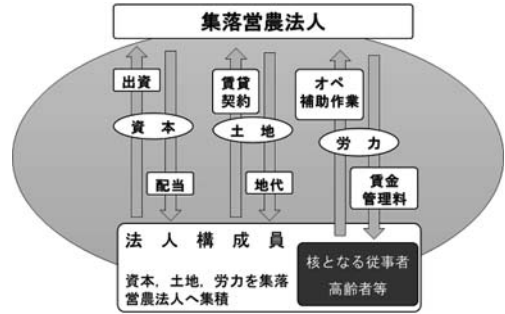 集落営農法人
出資
賃貸
契約
オペ
補助作業
資本
土地
労力
配当
地代
賃金
管理料
法人構成員
資本，土地，労力を集落
営農法人へ集積
核となる従事者
高齢者等